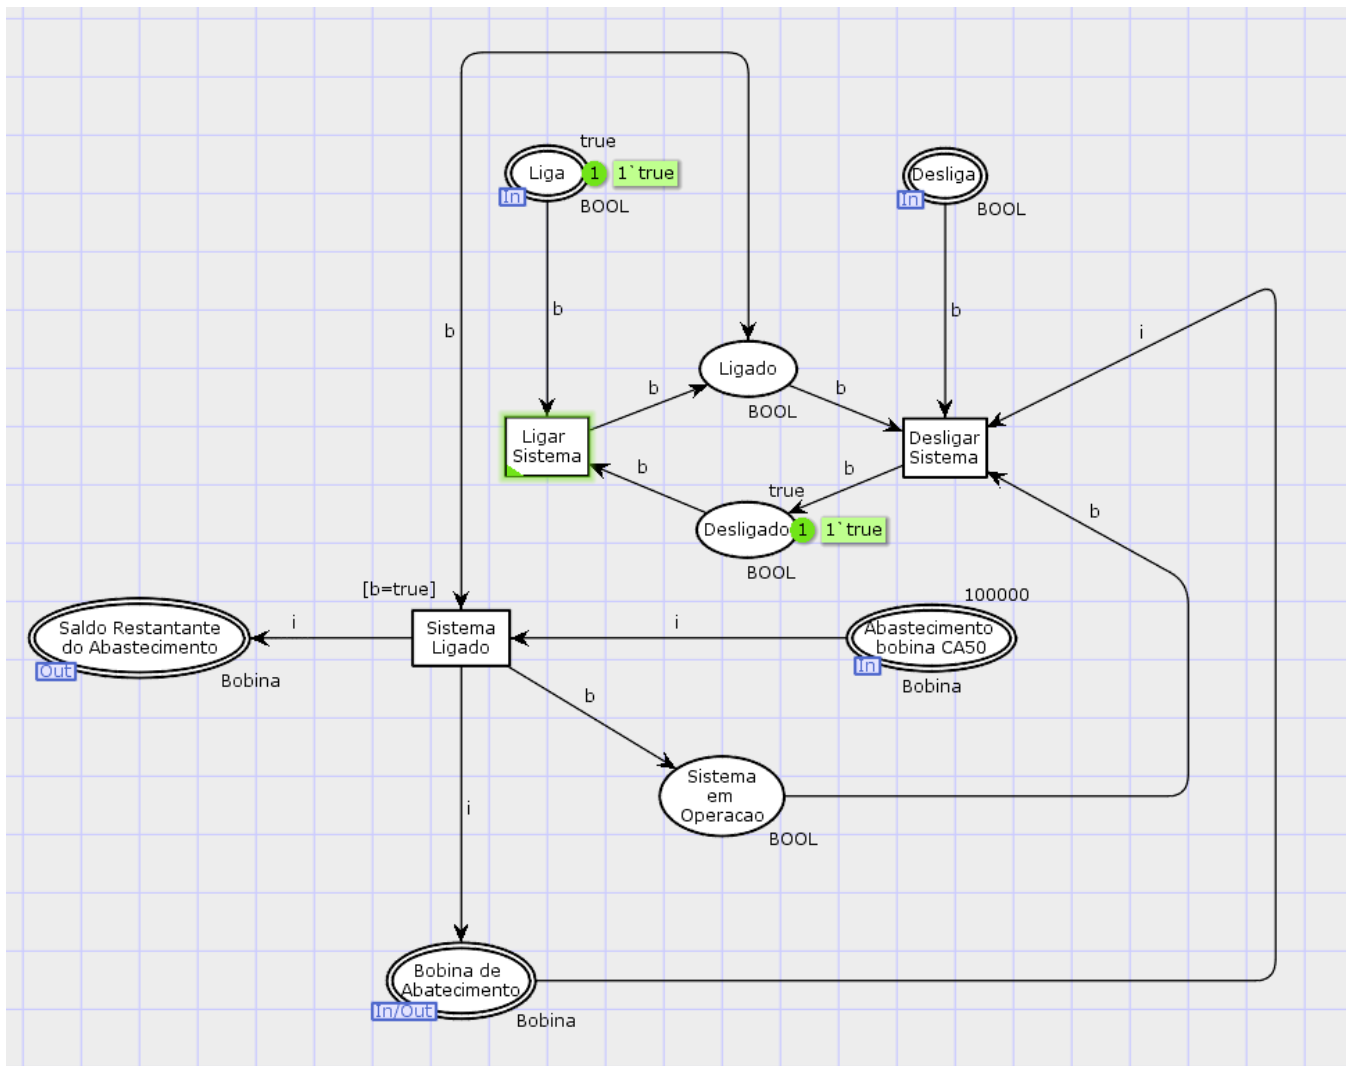 true
Liga
1
1`true
In
BOOL
Desliga
In
BOOL
b
b
b
i
Ligado
BOOL
b
b
Ligar
Sistema
Desligar
Sistema
b
b
true
Desligado
1
1`true
BOOL
b
[b=true]
100000
Saldo Restantante
do Abastecimento
Out
Bobina
i
Sistema
Ligado
i
Abastecimento
bobina CA50
In
Bobina
b
Sistema
em
Operacao
BOOL
i
Bobina de
Abatecimento
In/Out
Bobina